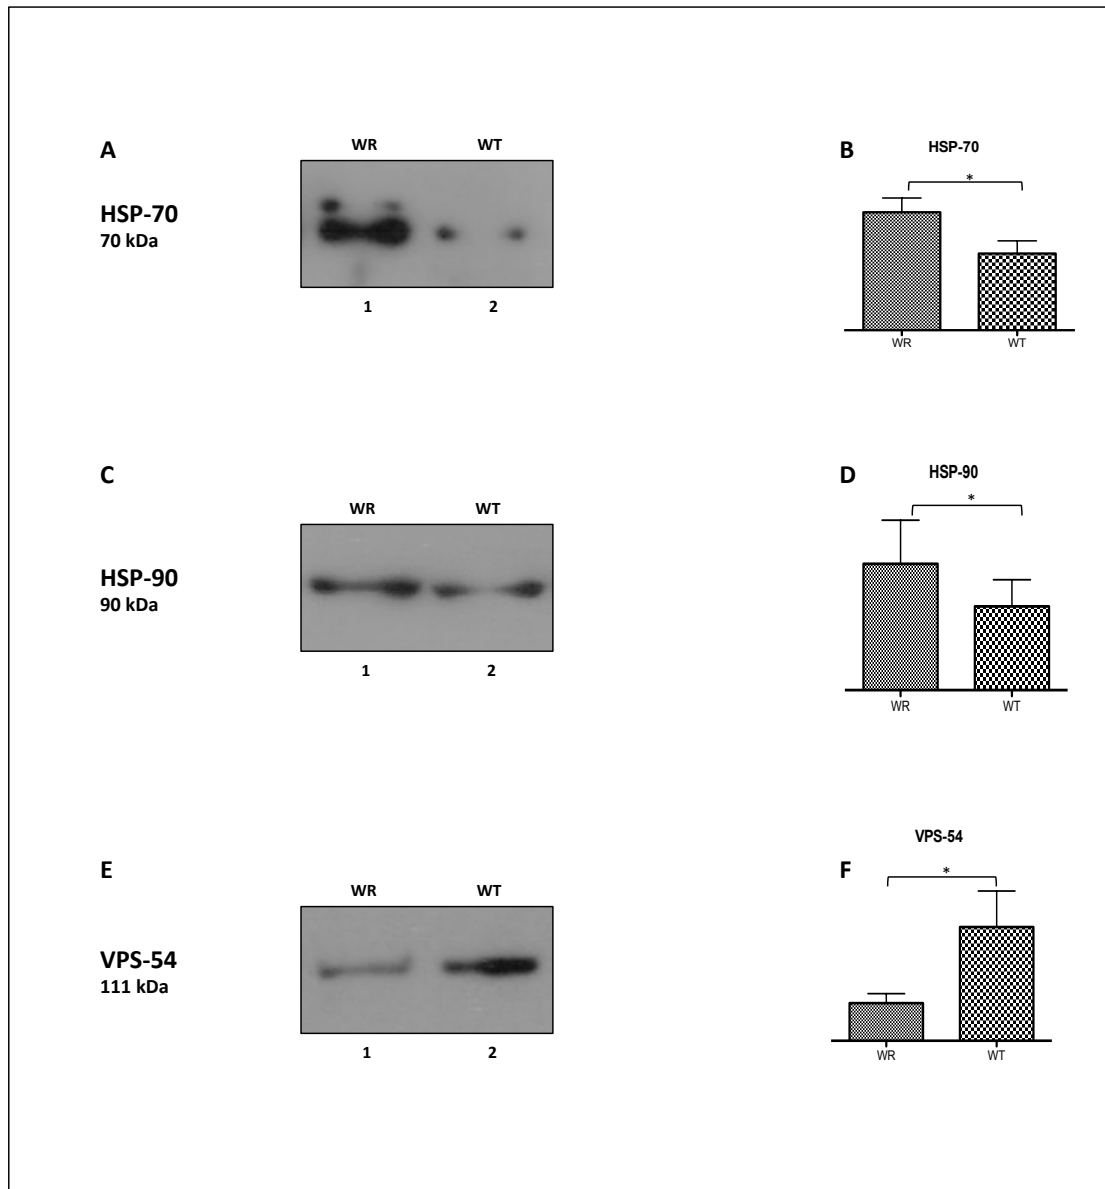 A
WR WT
HSP-70
70 kDa
1 2
B
HSP-70
*
WR WT
C
WR WT
HSP-90
90 kDa
1 2
D
HSP-90
*
WR WT
E
WR WT
VPS-54
111 kDa
1 2
VPS-54
F
*
WR WT